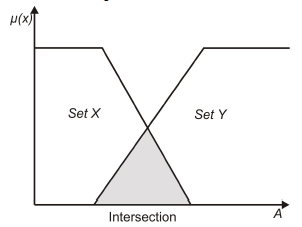 μ(x)
Set X
Set Y
Intersection
A